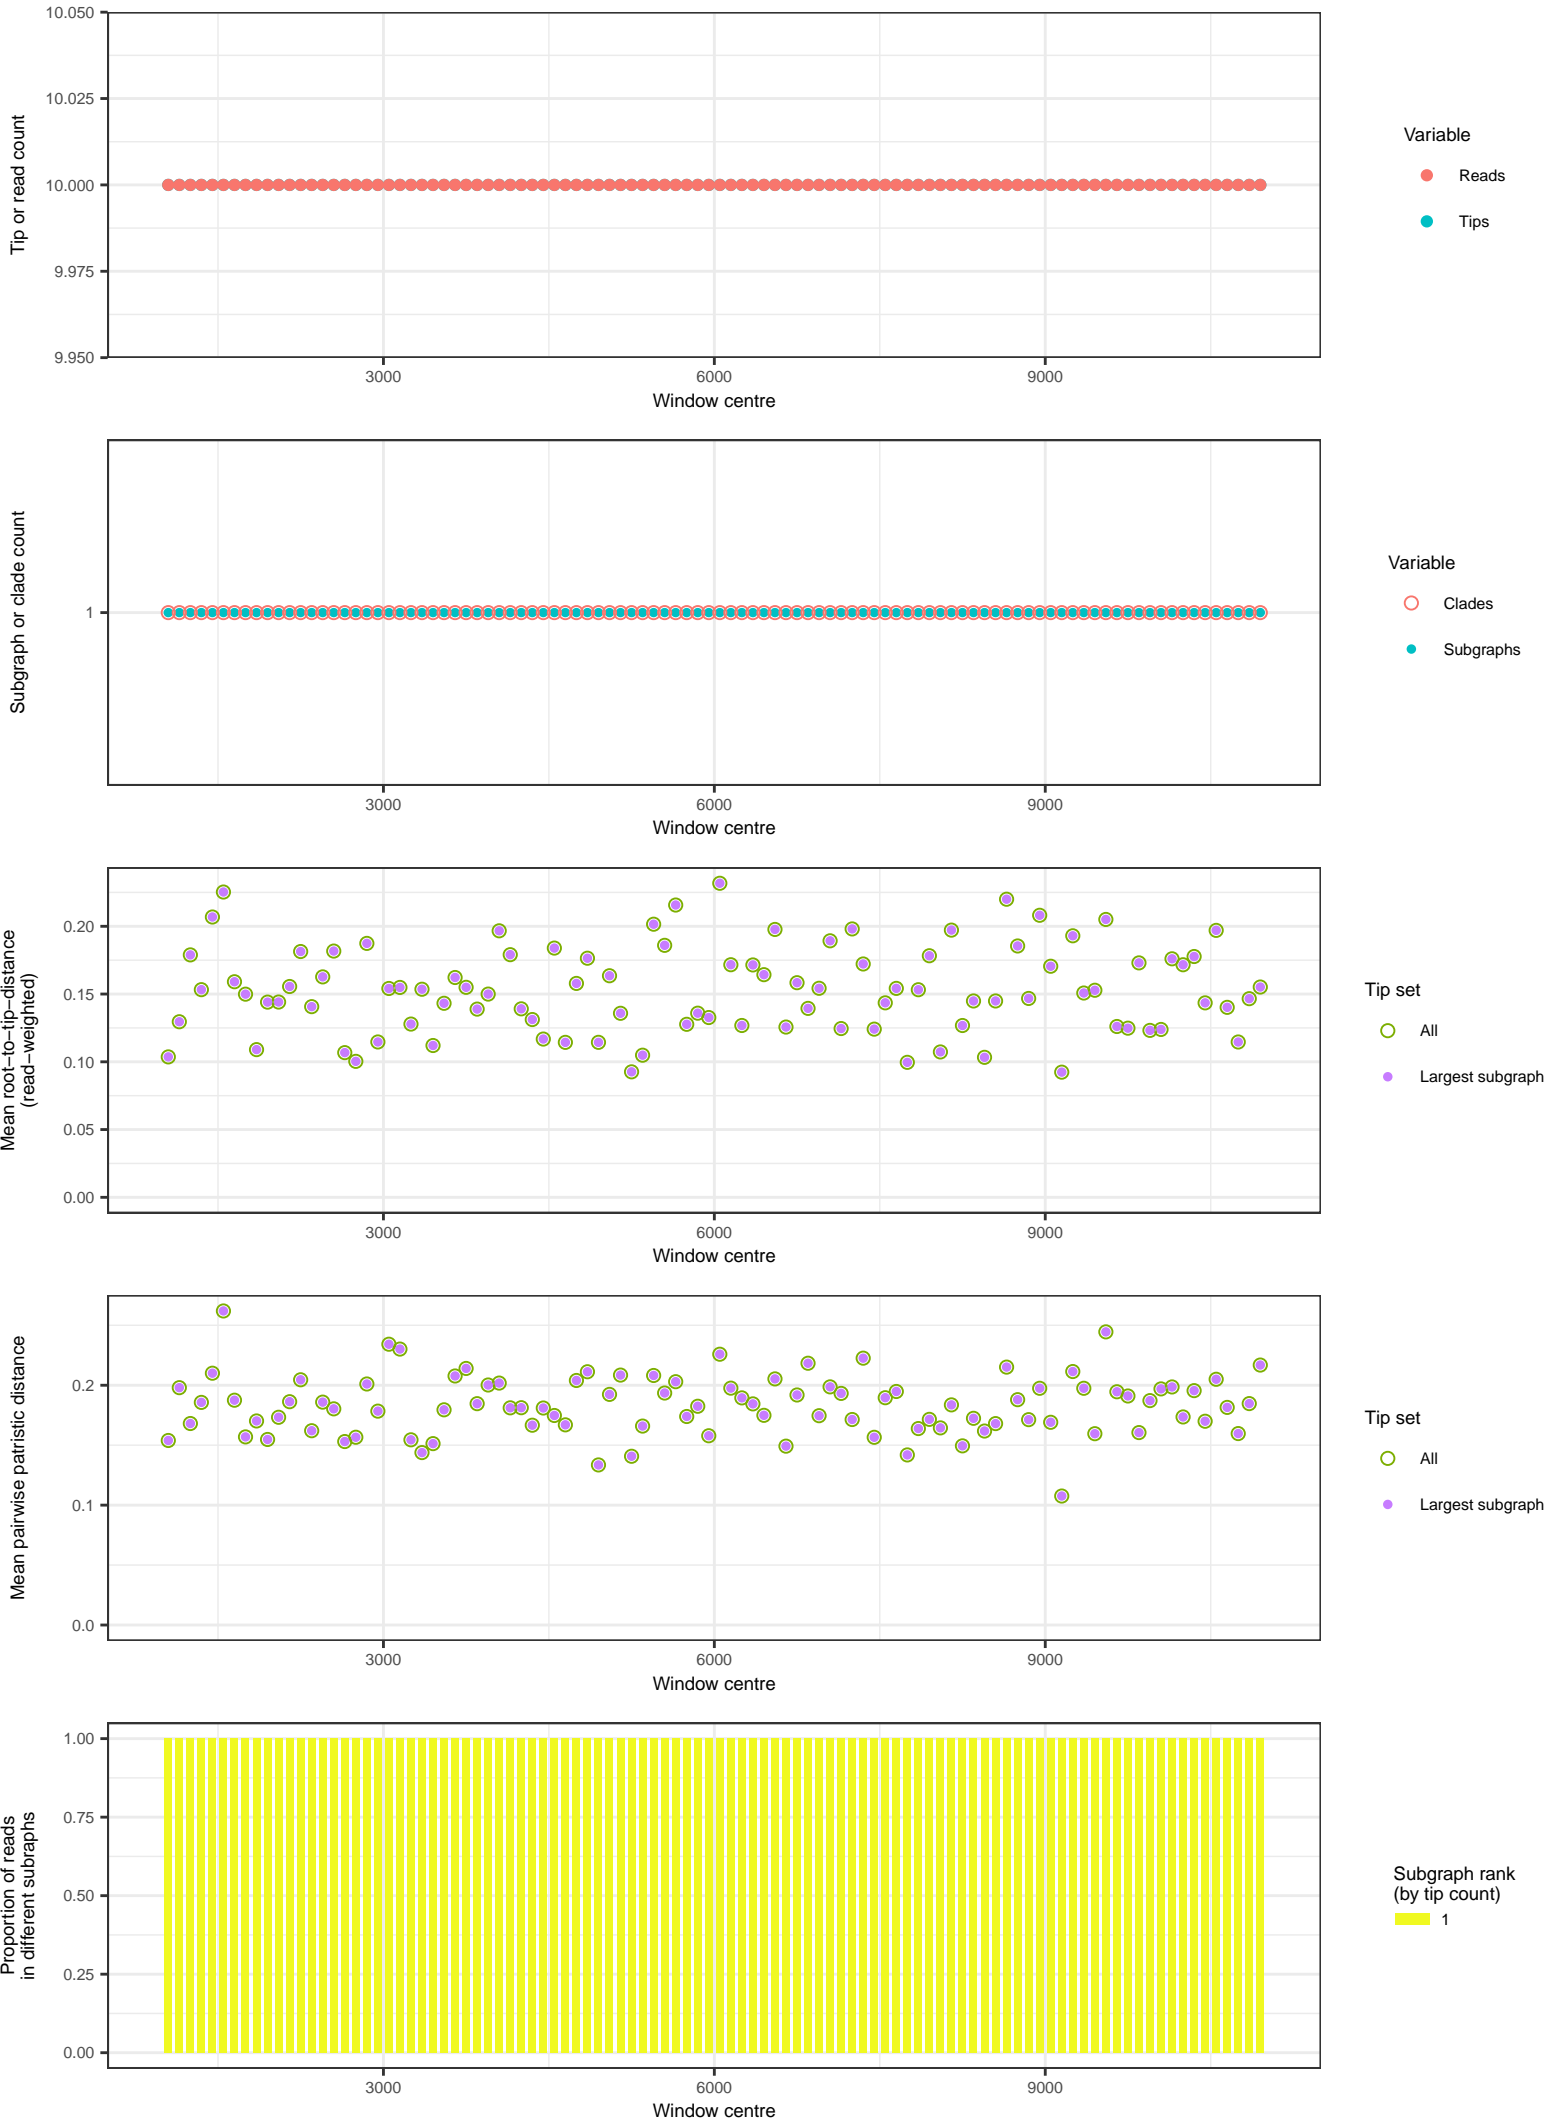 10.050
10.025
10.000
9.975
9.950
Tip or read count
3000
6000
9000
Window centre
Variable
Reads
Tips
1
Subgraph or clade count
3000
6000
9000
Window centre
Variable
Clades
Subgraphs
0.20
0.15
0.10
0.05
0.00
Mean root−to−tip−distance
(read−weighted)
3000
6000
9000
Window centre
Tip set
All
Largest subgraph
0.2
0.1
0.0
Mean pairwise patristic distance
3000
6000
9000
Window centre
Tip set
All
Largest subgraph
1.00
0.75
0.50
0.25
0.00
Proportion of reads
in different subraphs
3000
6000
9000
Window centre
Subgraph rank
(by tip count)
1